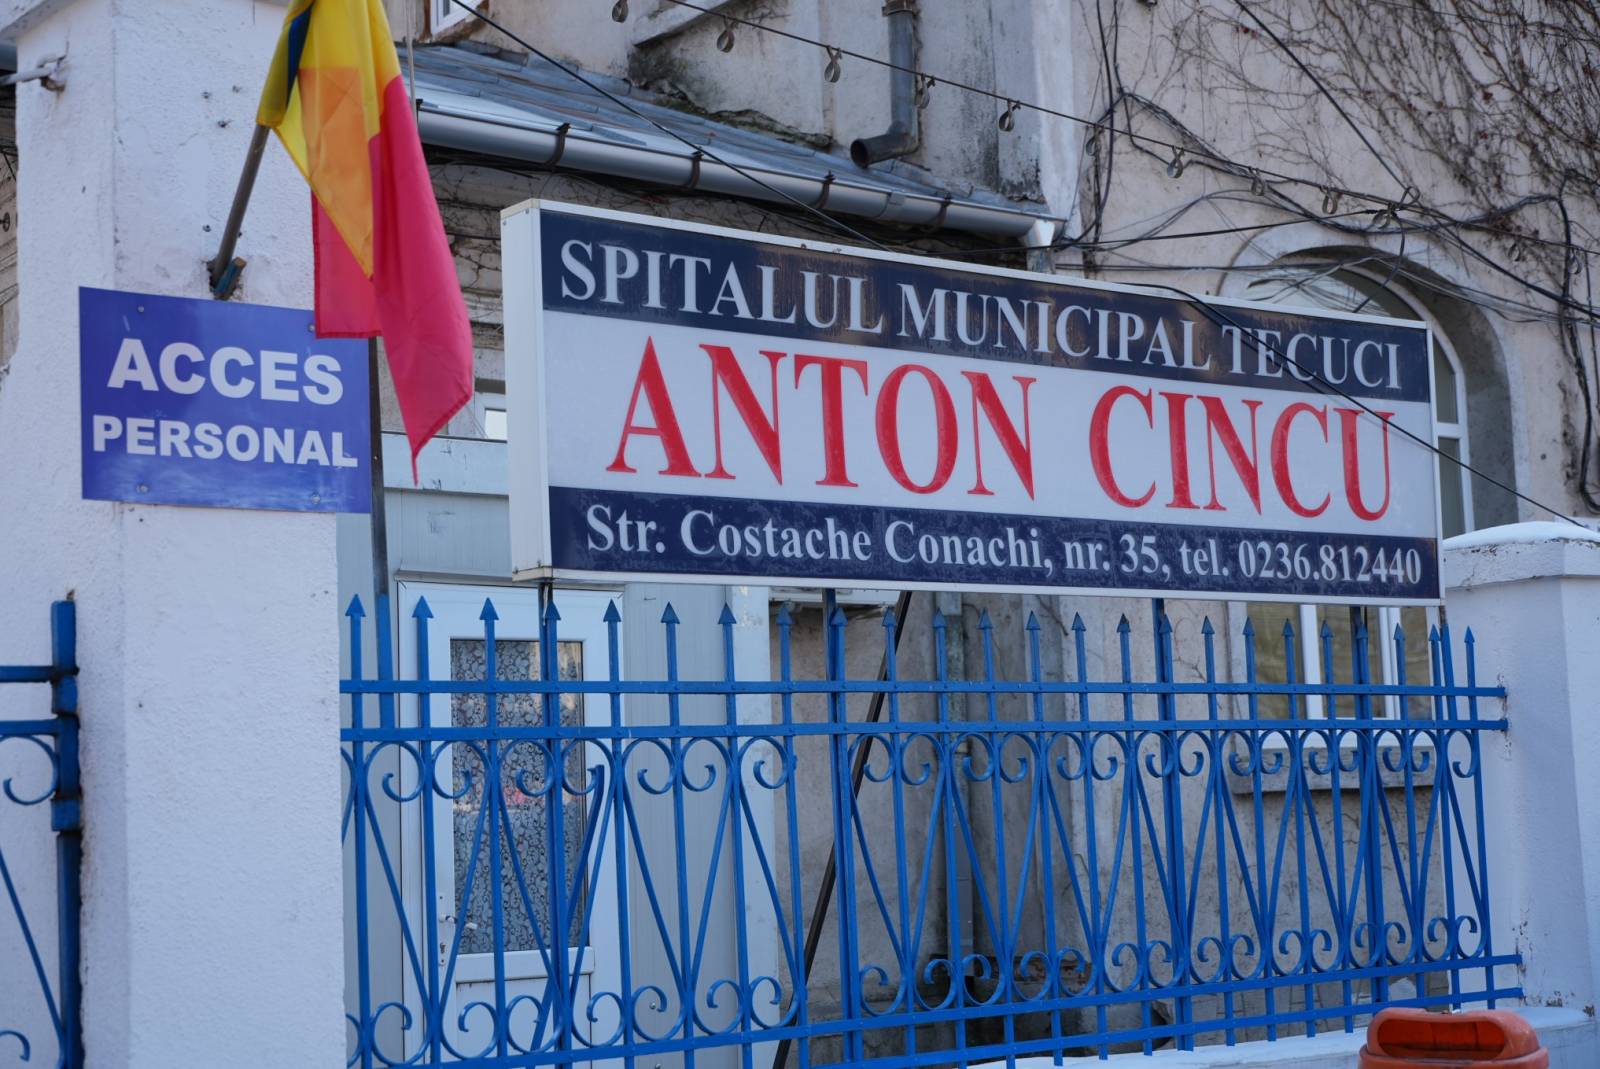 ACCES
PERSONAL
SPITALUL MUNICIPAL TECUCI
ANTON CINCU
Str. Costache Conachi, nr. 35, tel. 0236.812440